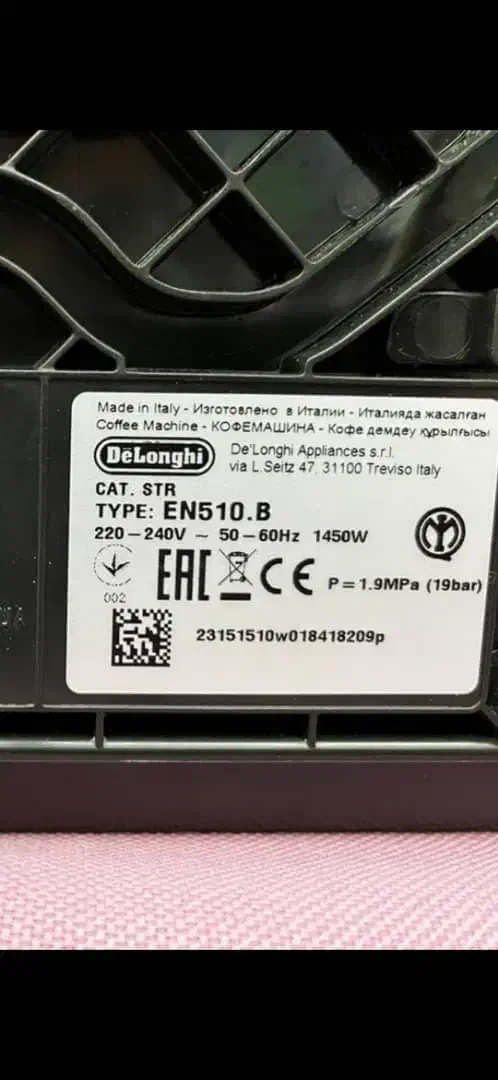 Made in Italy - Изготовлено в Италии - Италияда жасалған
Coffee Machine - КОФЕМАШИНА - Кофе демдеу құрылғысы
DeLonghi
De'Longhi Appliances s.r.l.
via L.Seitz 47, 31100 Treviso Italy
CAT. STR
TYPE: EN510.B
220-240V ~ 50-60Hz 1450W
002
EAC CE P=1.9MPa (19bar)
23151510w018418209p